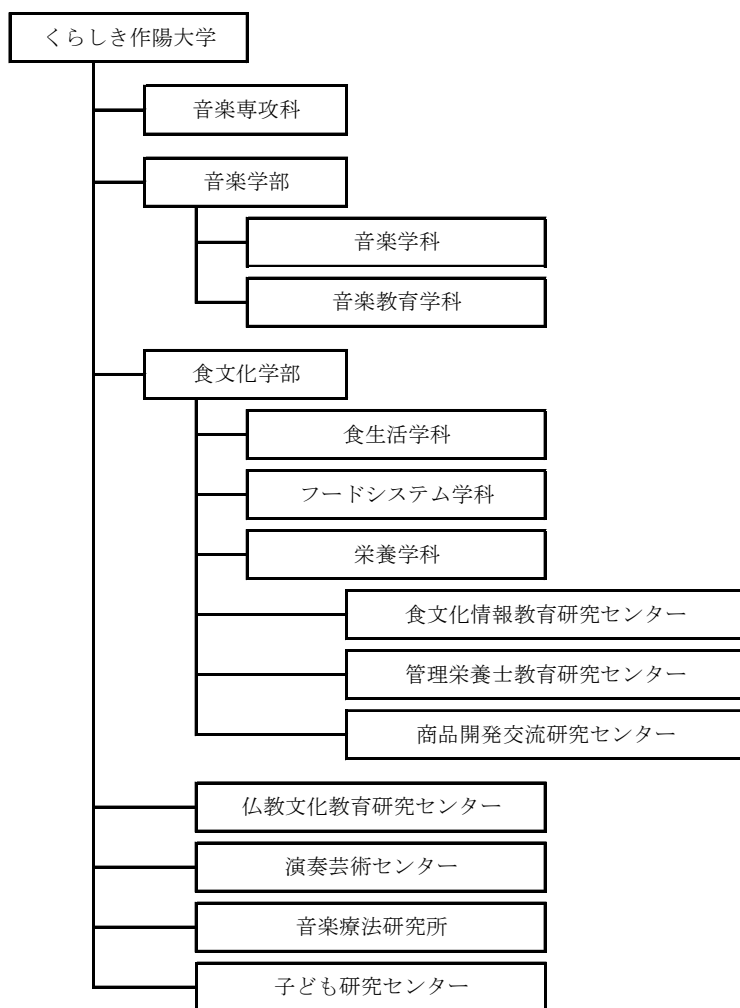 くらしき作陽大学
音楽専攻科
音楽学部
音楽学科
音楽教育学科
食文化学部
食生活学科
フードシステム学科
栄養学科
食文化情報教育研究センター
管理栄養士教育研究センター
商品開発交流研究センター
仏教文化教育研究センター
演奏芸術センター
音楽療法研究所
子ども研究センター